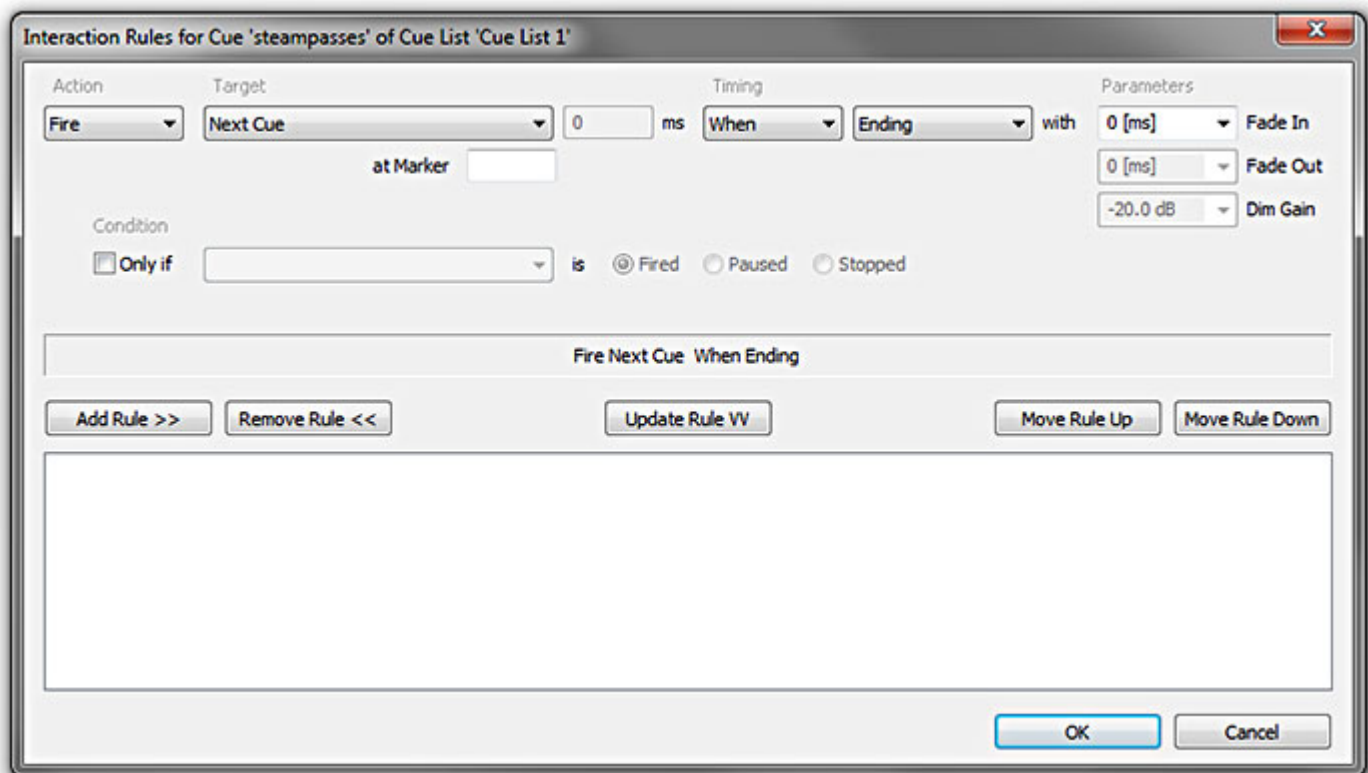 Interaction Rules for Cue 'steampasses' of Cue List 'Cue List 1'
Action Target Timing Parameters
Fire Next Cue 0 ms When Ending with 0 [ms] Fade In
at Marker 0 [ms] Fade Out
-20.0 dB Dim Gain
Condition
Only if is Fired Paused Stopped
Fire Next Cue When Ending
Add Rule >> Remove Rule << Update Rule VV Move Rule Up Move Rule Down
OK Cancel